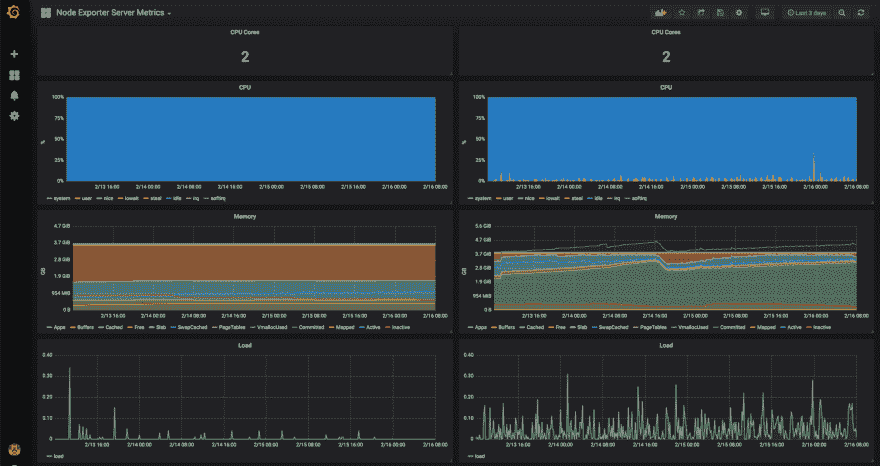 Node Exporter Server Metrics
Last 3 days
CPU Cores
2
CPU Cores
2
CPU
100%
75%
50%
25%
0%
%
2/13 16:00 2/14 00:00 2/14 08:00 2/14 16:00 2/15 00:00 2/15 08:00 2/15 16:00 2/16 00:00 2/16 08:00
system user nice iowait steal idle irq softirq
CPU
100%
75%
50%
25%
0%
%
2/13 16:00 2/14 00:00 2/14 08:00 2/14 16:00 2/15 00:00 2/15 08:00 2/15 16:00 2/16 00:00 2/16 08:00
system user nice iowait steal idle irq softirq
Memory
4.7 GiB
3.7 GiB
2.8 GiB
1.9 GiB
954 MiB
0 B
GB
2/13 16:00 2/14 00:00 2/14 08:00 2/14 16:00 2/15 00:00 2/15 08:00 2/15 16:00 2/16 00:00 2/16 08:00
Apps Buffers Cached Free Slab SwapCached PageTables VmallocUsed Committed Mapped Active Inactive
Memory
5.6 GiB
4.7 GiB
3.7 GiB
2.8 GiB
1.9 GiB
954 MiB
0 B
GB
2/13 16:00 2/14 00:00 2/14 08:00 2/14 16:00 2/15 00:00 2/15 08:00 2/15 16:00 2/16 00:00 2/16 08:00
Apps Buffers Cached Free Slab SwapCached PageTables VmallocUsed Committed Mapped Active Inactive
Load
0.40
0.30
0.20
0.10
0
2/13 16:00 2/14 00:00 2/14 08:00 2/14 16:00 2/15 00:00 2/15 08:00 2/15 16:00 2/16 00:00 2/16 08:00
load
Load
0.40
0.30
0.20
0.10
0
2/13 16:00 2/14 00:00 2/14 08:00 2/14 16:00 2/15 00:00 2/15 08:00 2/15 16:00 2/16 00:00 2/16 08:00
load